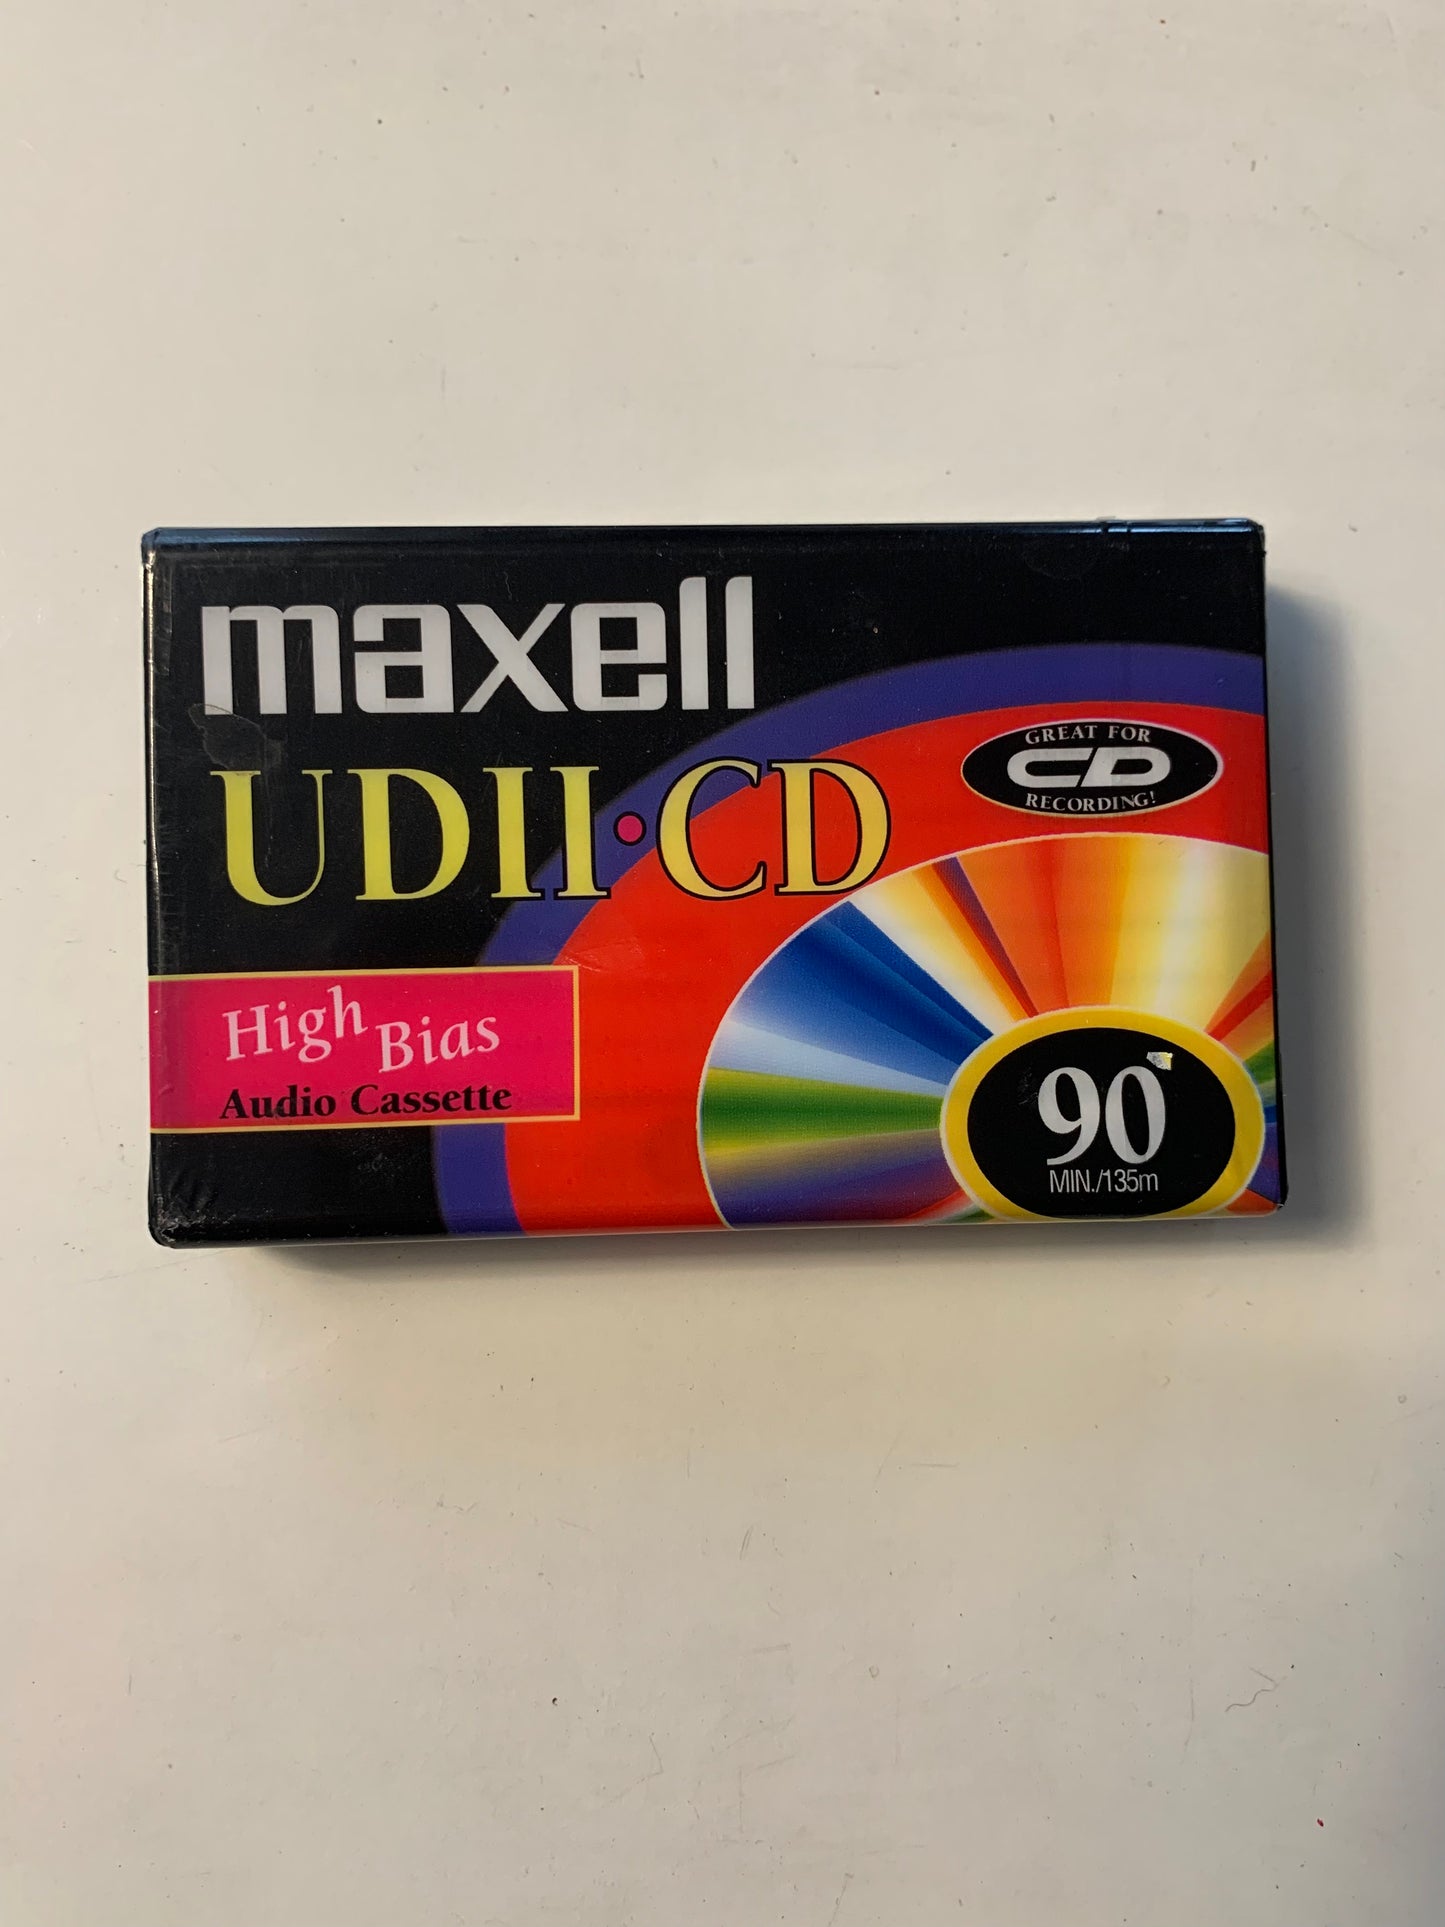 maxell
UDII•CD
GREAT FOR
CD
RECORDING!
High Bias
Audio Cassette
90
MIN./135m